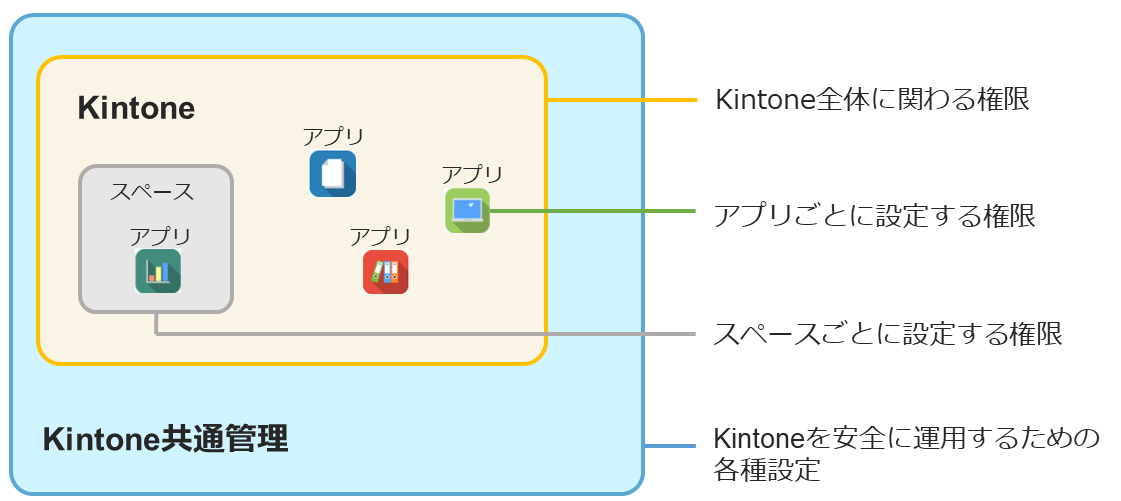 Kintone
アプリ
アプリ
スペース
アプリ
アプリ
Kintone共通管理
Kintone全体に関わる権限
アプリごとに設定する権限
スペースごとに設定する権限
Kintoneを安全に運用するための
各種設定